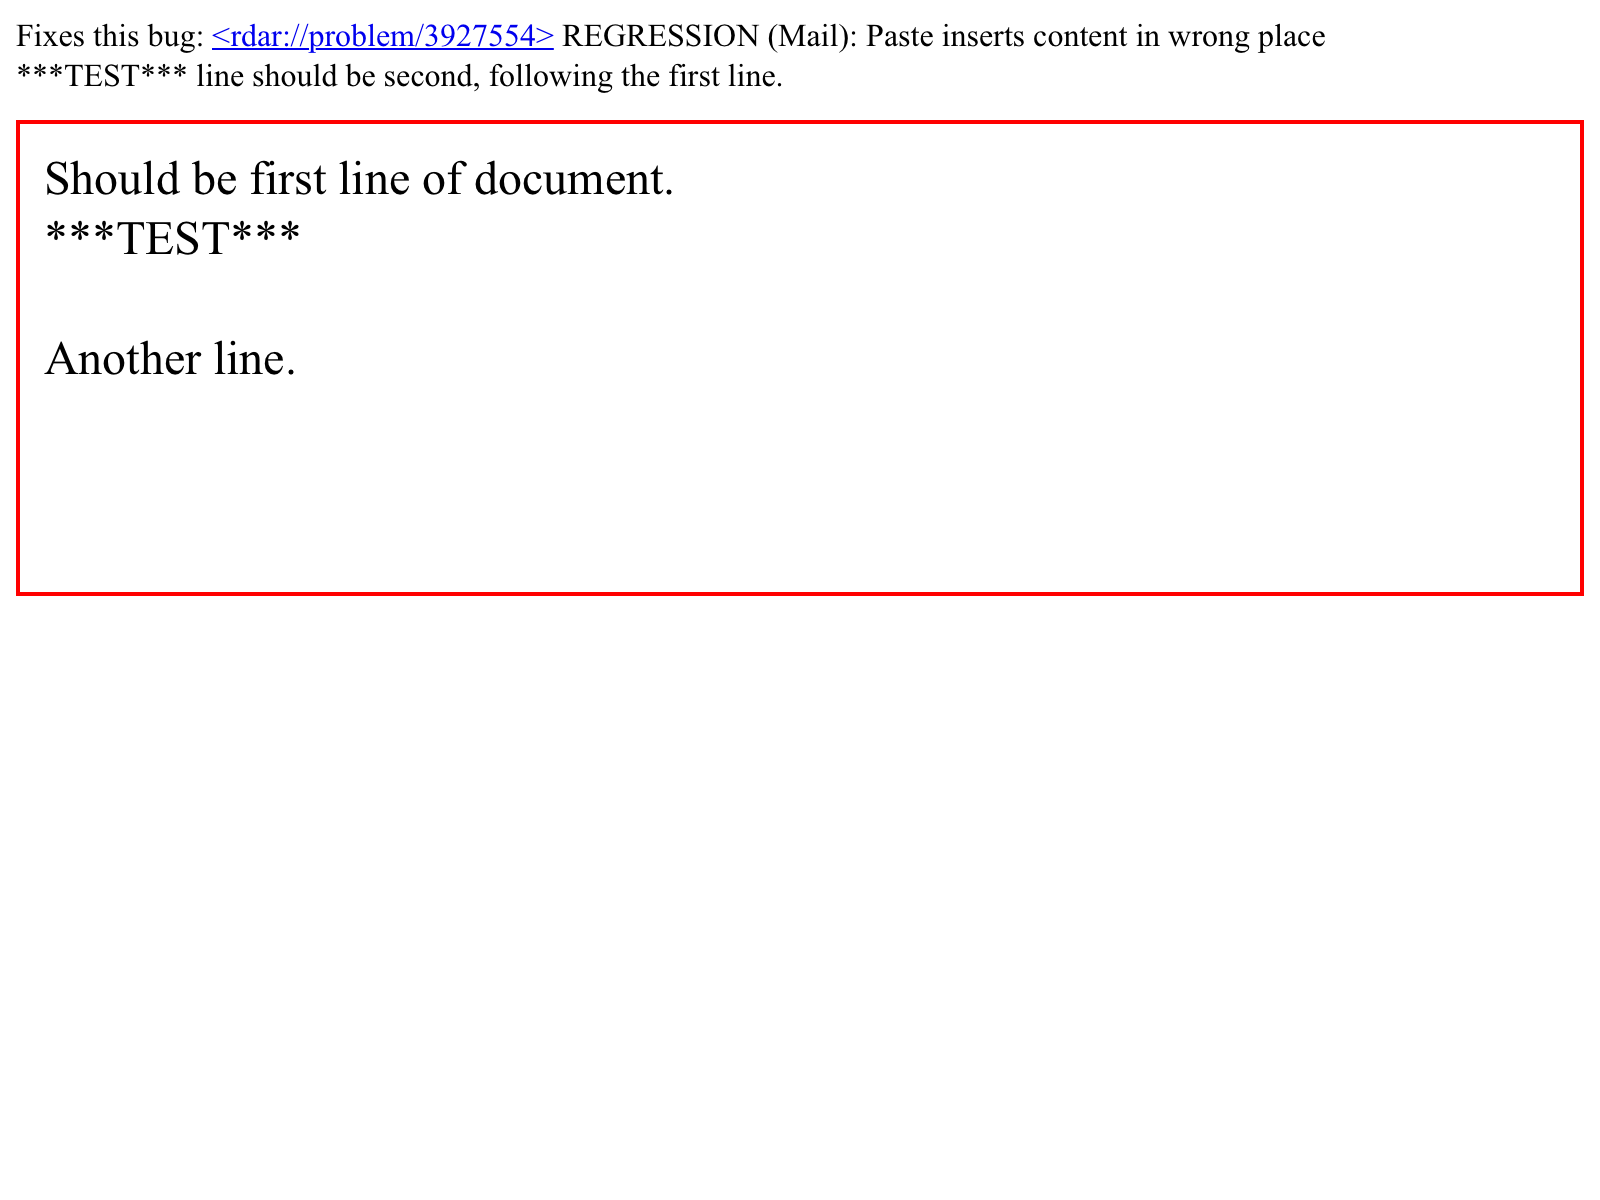 Fixes this bug: <rdar://problem/3927554> REGRESSION (Mail): Paste inserts content in wrong place
***TEST*** line should be second, following the first line.
Should be first line of document.
***TEST***
Another line.